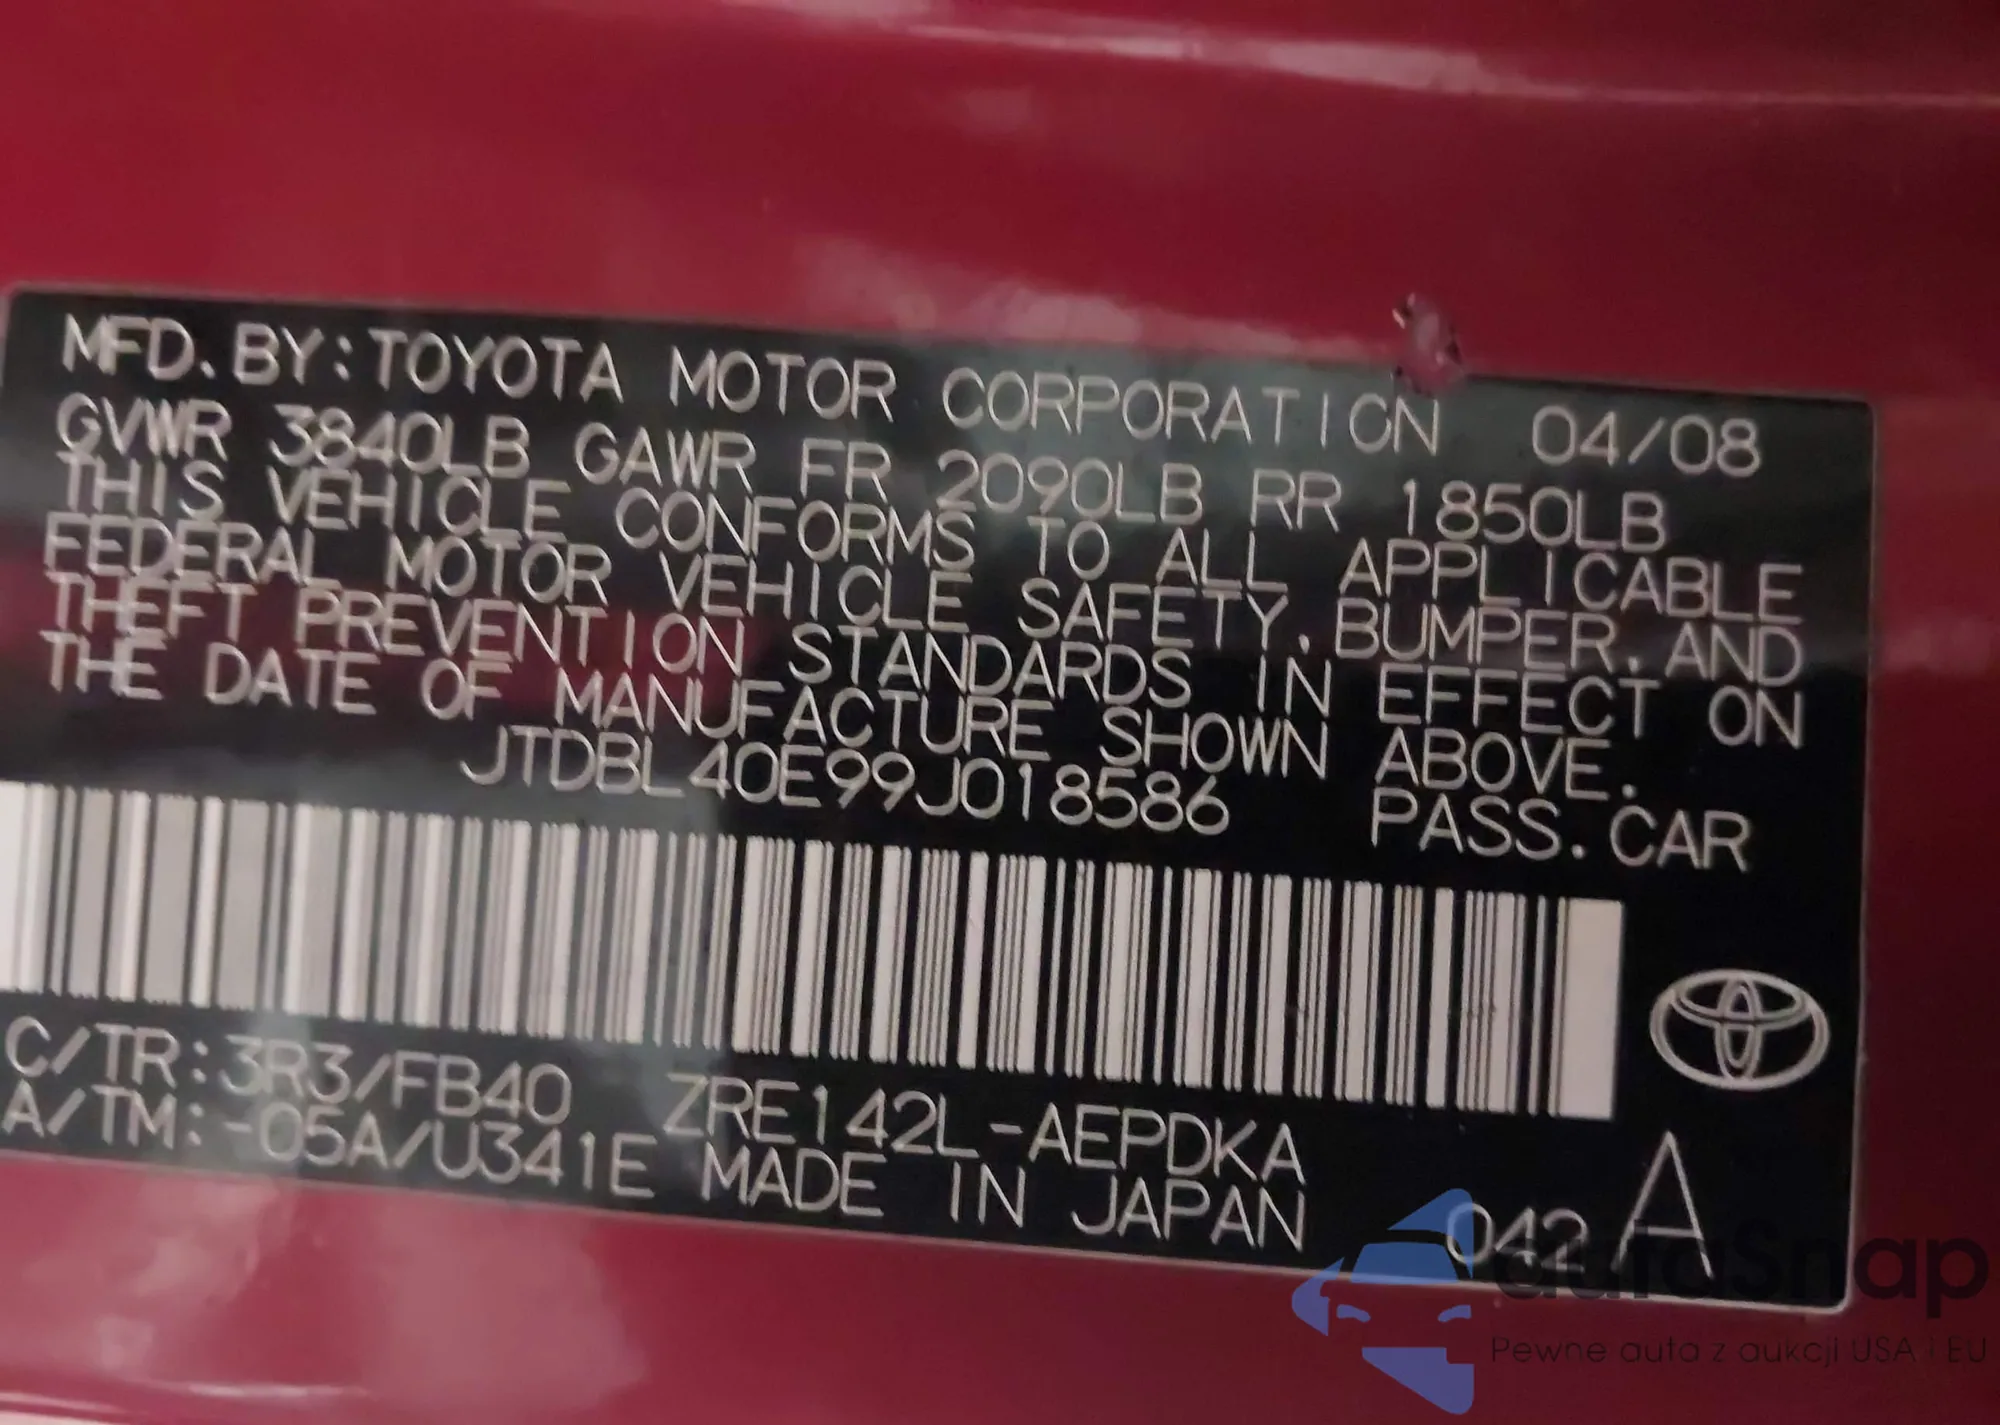 MFD. BY: TOYOTA MOTOR CORPORATION 04/08
GVWR 3840LB GAWR FR 2090LB RR 1850LB
THIS VEHICLE CONFORMS TO ALL APPLICABLE
FEDERAL MOTOR VEHICLE SAFETY, BUMPER, AND
THEFT PREVENTION STANDARDS IN EFFECT ON
THE DATE OF MANUFACTURE SHOWN ABOVE.
JTDBL40E99J018586 PASS. CAR
C/TR: 3R3/FB40 ZRE142L-AEPDKA
A/TM: -05A/U341E MADE IN JAPAN 042 A
autoSnap
Pewne auta z aukcji USA i EU